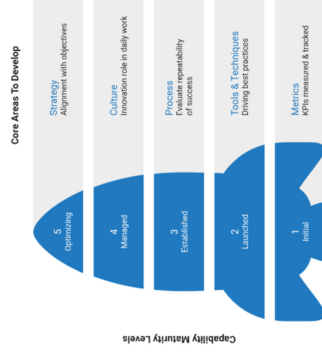 Core Areas To Develop
5
Optimizing
Strategy
Alignment with objectives
4
Managed
Culture
Innovation role in daily work
3
Established
Process
Evaluate repeatability
of success
2
Launched
Tools & Techniques
Driving best practices
1
Initial
Metrics
KPIs measured & tracked
Capability Maturity Levels